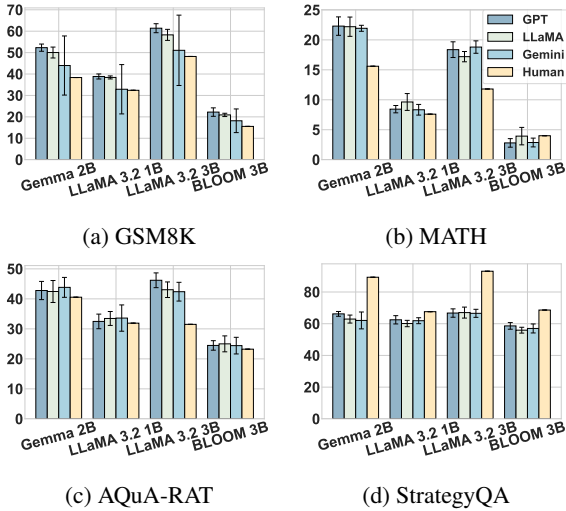 70
60
50
40
30
20
10
0
Gemma 2B
LLaMA 3.2 1B
LLaMA 3.2 3B
BLOOM 3B
(a) GSM8K
25
20
15
10
5
0
GPT
LLaMA
Gemini
Human
Gemma 2B
LLaMA 3.2 1B
LLaMA 3.2 3B
BLOOM 3B
(b) MATH
50
40
30
20
10
0
Gemma 2B
LLaMA 3.2 1B
LLaMA 3.2 3B
BLOOM 3B
(c) AQuA-RAT
80
60
40
20
0
Gemma 2B
LLaMA 3.2 1B
LLaMA 3.2 3B
BLOOM 3B
(d) StrategyQA